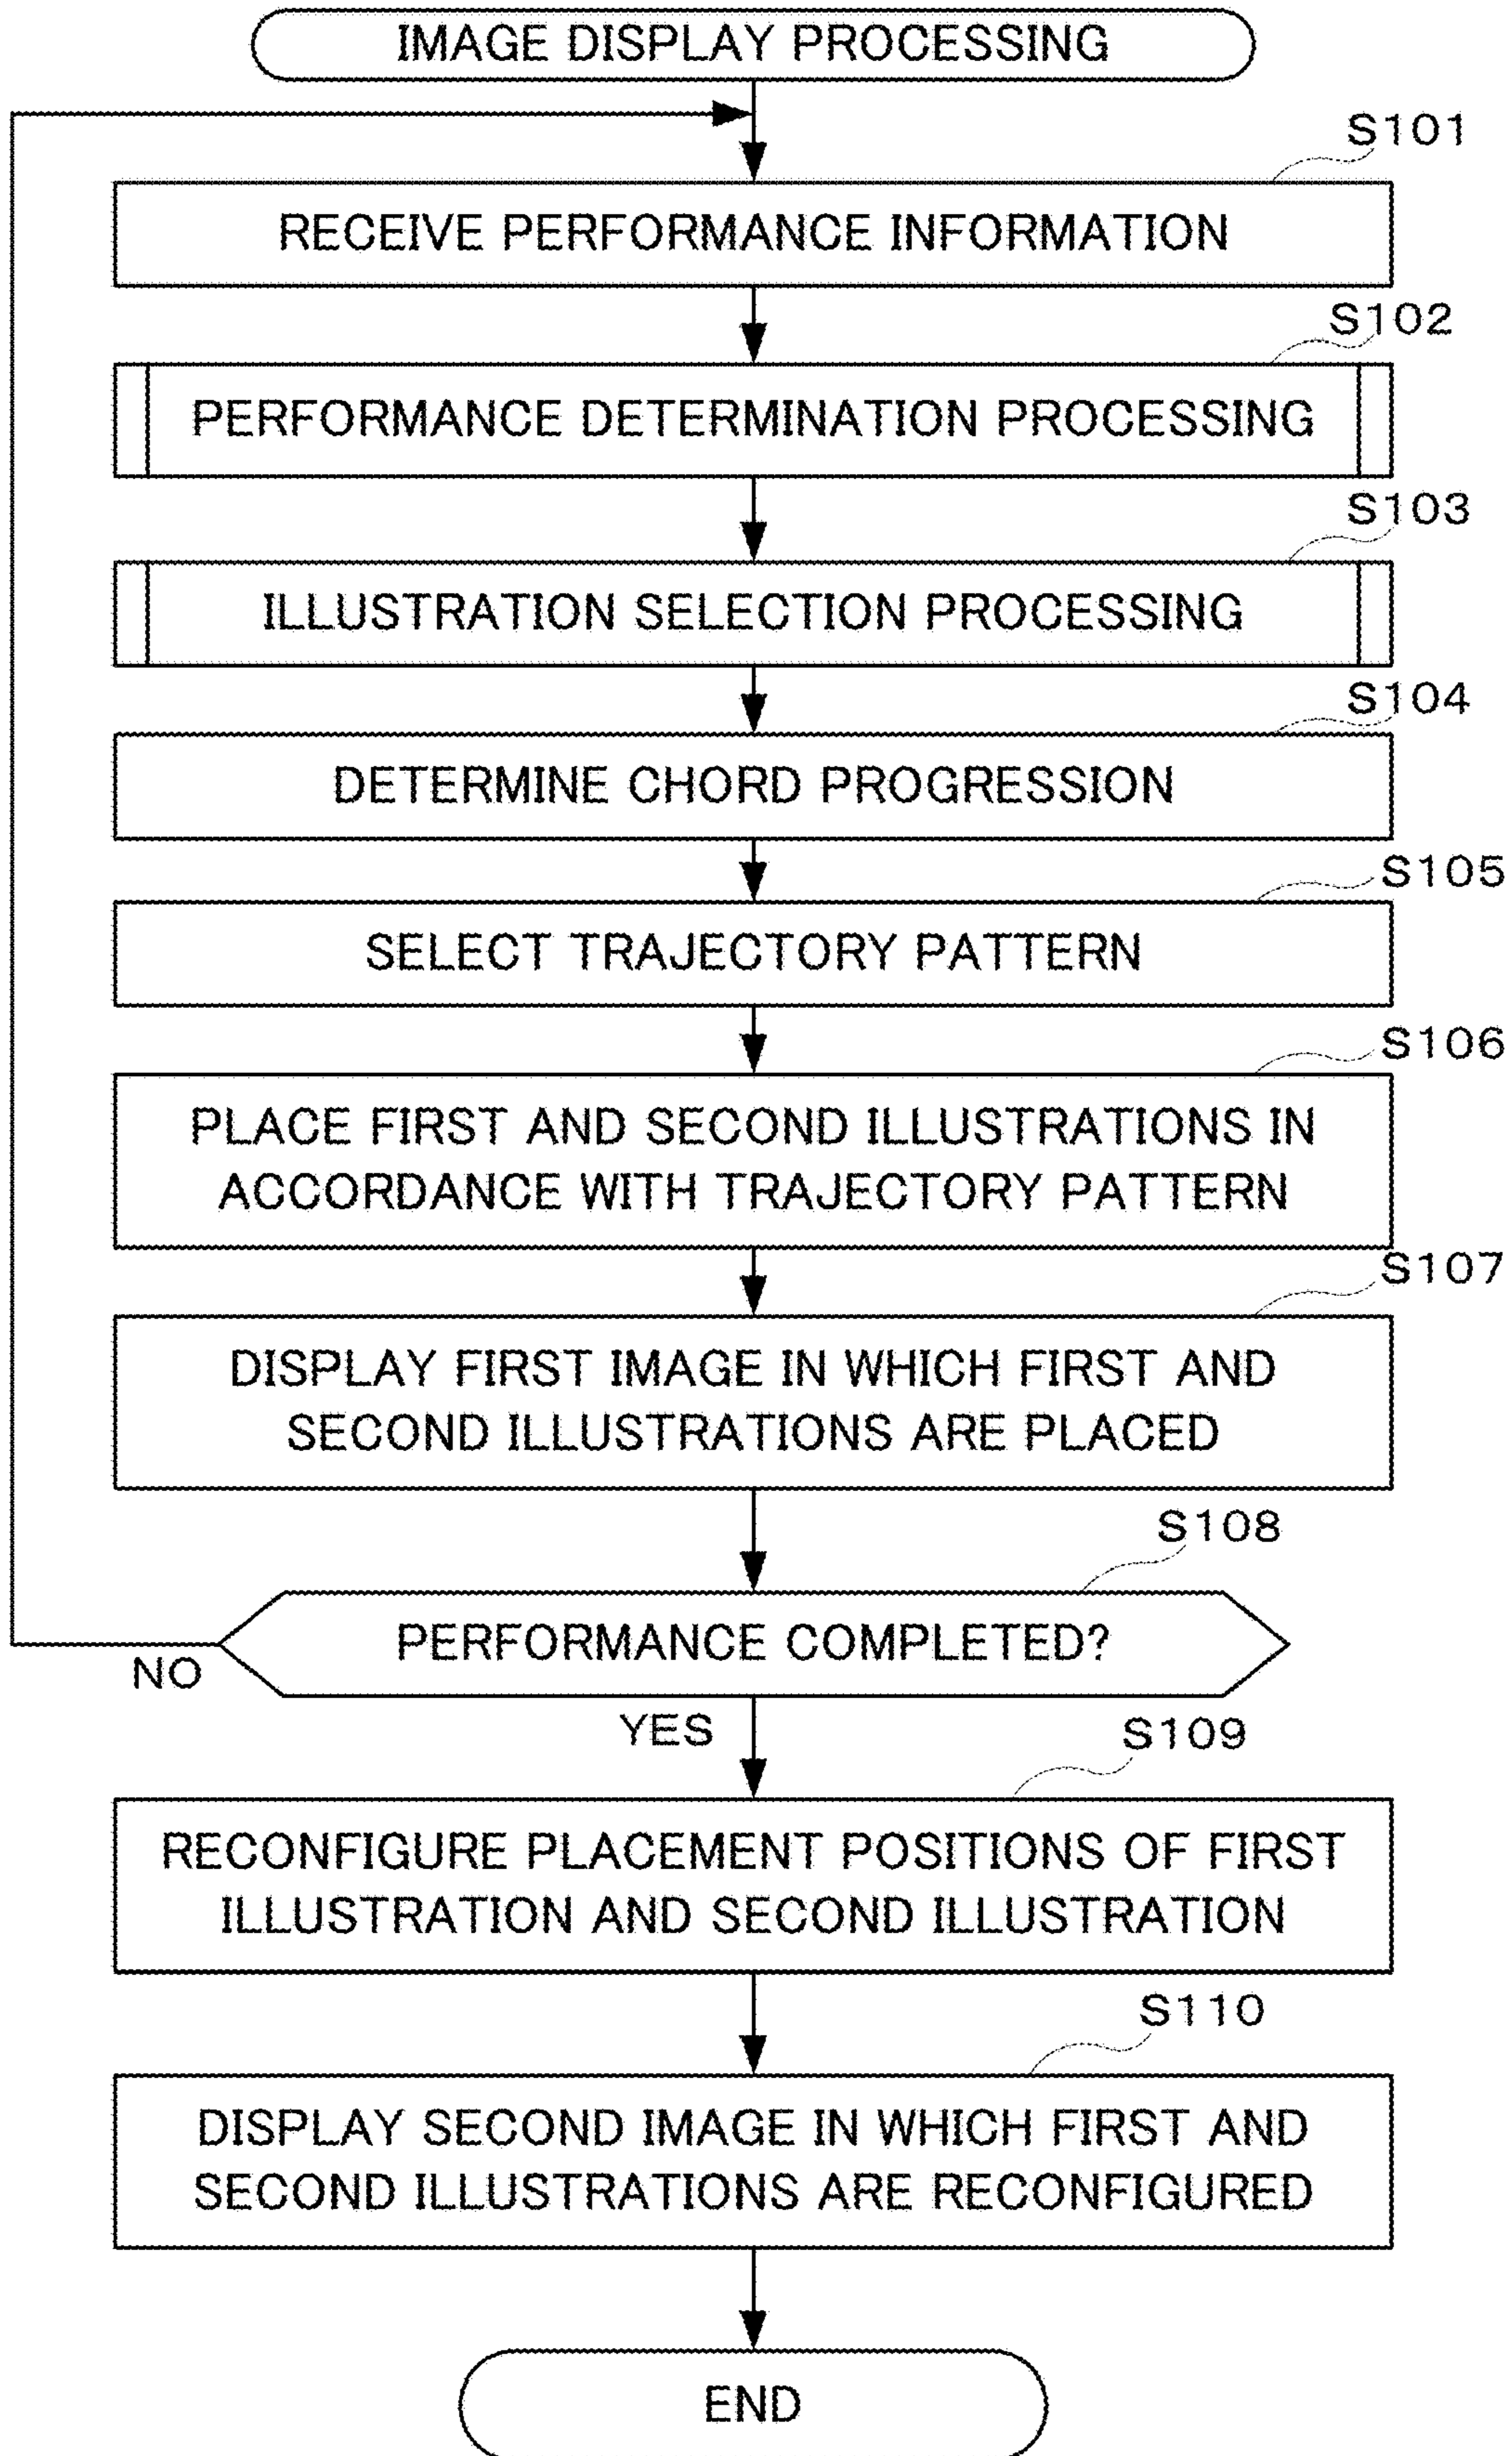 IMAGE DISPLAY PROCESSING
S101
RECEIVE PERFORMANCE INFORMATION
S102
PERFORMANCE DETERMINATION PROCESSING
S103
ILLUSTRATION SELECTION PROCESSING
S104
DETERMINE CHORD PROGRESSION
S105
SELECT TRAJECTORY PATTERN
S106
PLACE FIRST AND SECOND ILLUSTRATIONS IN
ACCORDANCE WITH TRAJECTORY PATTERN
S107
DISPLAY FIRST IMAGE IN WHICH FIRST AND
SECOND ILLUSTRATIONS ARE PLACED
S108
PERFORMANCE COMPLETED?
NO
YES
S109
RECONFIGURE PLACEMENT POSITIONS OF FIRST
ILLUSTRATION AND SECOND ILLUSTRATION
S110
DISPLAY SECOND IMAGE IN WHICH FIRST AND
SECOND ILLUSTRATIONS ARE RECONFIGURED
END